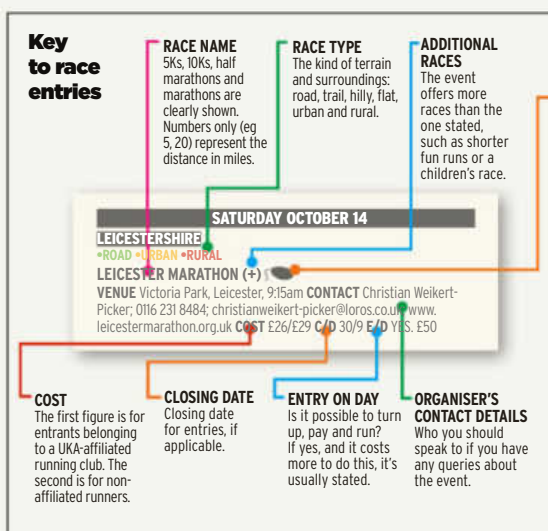 Key
to race
entries
RACE NAME
5Ks, 10Ks, half
marathons and
marathons are
clearly shown.
Numbers only (eg
5, 20) represent the
distance in miles.
RACE TYPE
The kind of terrain
and surroundings:
road, trail, hilly, flat,
urban and rural.
ADDITIONAL
RACES
The event
offers more
races than the
one stated,
such as shorter
fun runs or a
children's race.
SATURDAY OCTOBER 14
LEICESTERSHIRE
•ROAD •URBAN •RURAL
LEICESTER MARATHON (+)
VENUE Victoria Park, Leicester, 9:15am CONTACT Christian Weikert-
Picker; 0116 231 8484; christianweikert-picker@loros.co.uk; www.
leicestermarathon.org.uk COST £26/£29 C/D 30/9 E/D YES. £50
COST
The first figure is for
entrants belonging
to a UKA-affiliated
running club. The
second is for non-
affiliated runners.
CLOSING DATE
Closing date
for entries, if
applicable.
ENTRY ON DAY
Is it possible to turn
up, pay and run?
If yes, and it costs
more to do this, it's
usually stated.
ORGANISER'S
CONTACT DETAILS
Who you should
speak to if you have
any queries about
the event.